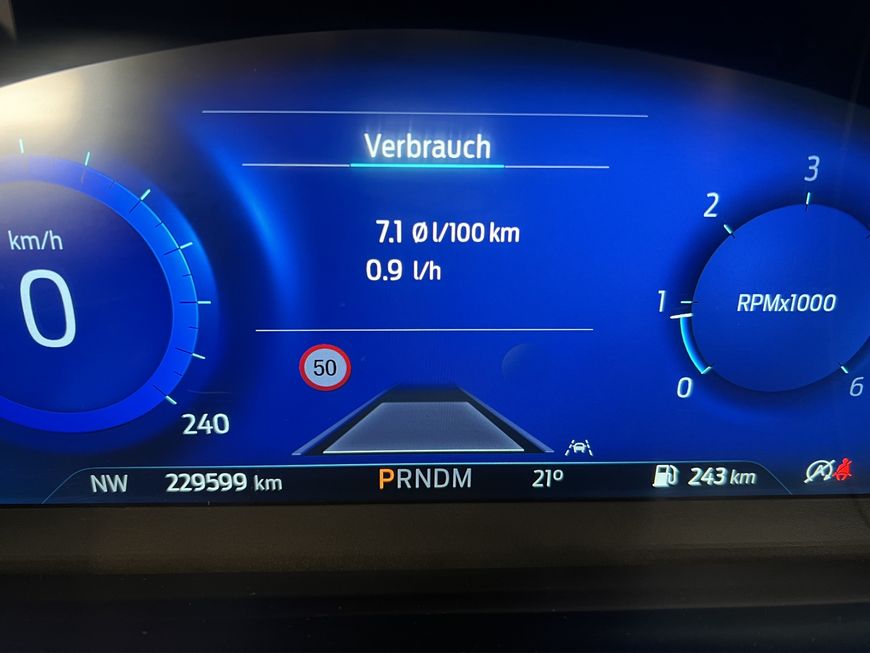 Verbrauch
7.1 Ø l/100 km
0.9 l/h
km/h
0
240
50
3
2
1
RPMx1000
0
6
NW 229599 km PRNDM 21° 243 km